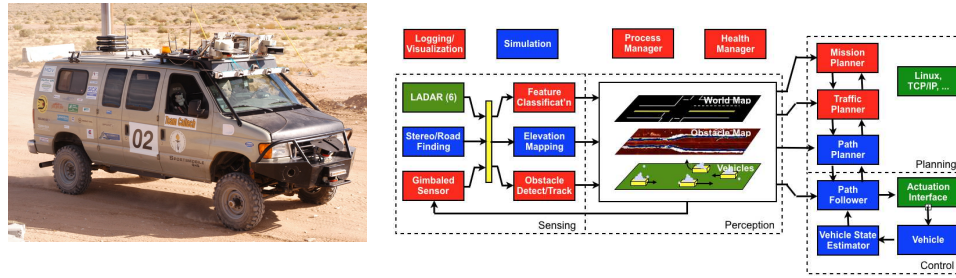 Team Caltech
02
Logging/
Visualization
Simulation
Process
Manager
Health
Manager
Mission
Planner
Linux,
TCP/IP, ...
LADAR (6)
Feature
Classificat'n
World Map
Traffic
Planner
Stereo/Road
Finding
Elevation
Mapping
Obstacle Map
Path
Planner
Planning
Gimbaled
Sensor
Obstacle
Detect/Track
Vehicles
Path
Follower
Actuation
Interface
Sensing
Perception
Vehicle State
Estimator
Vehicle
Control